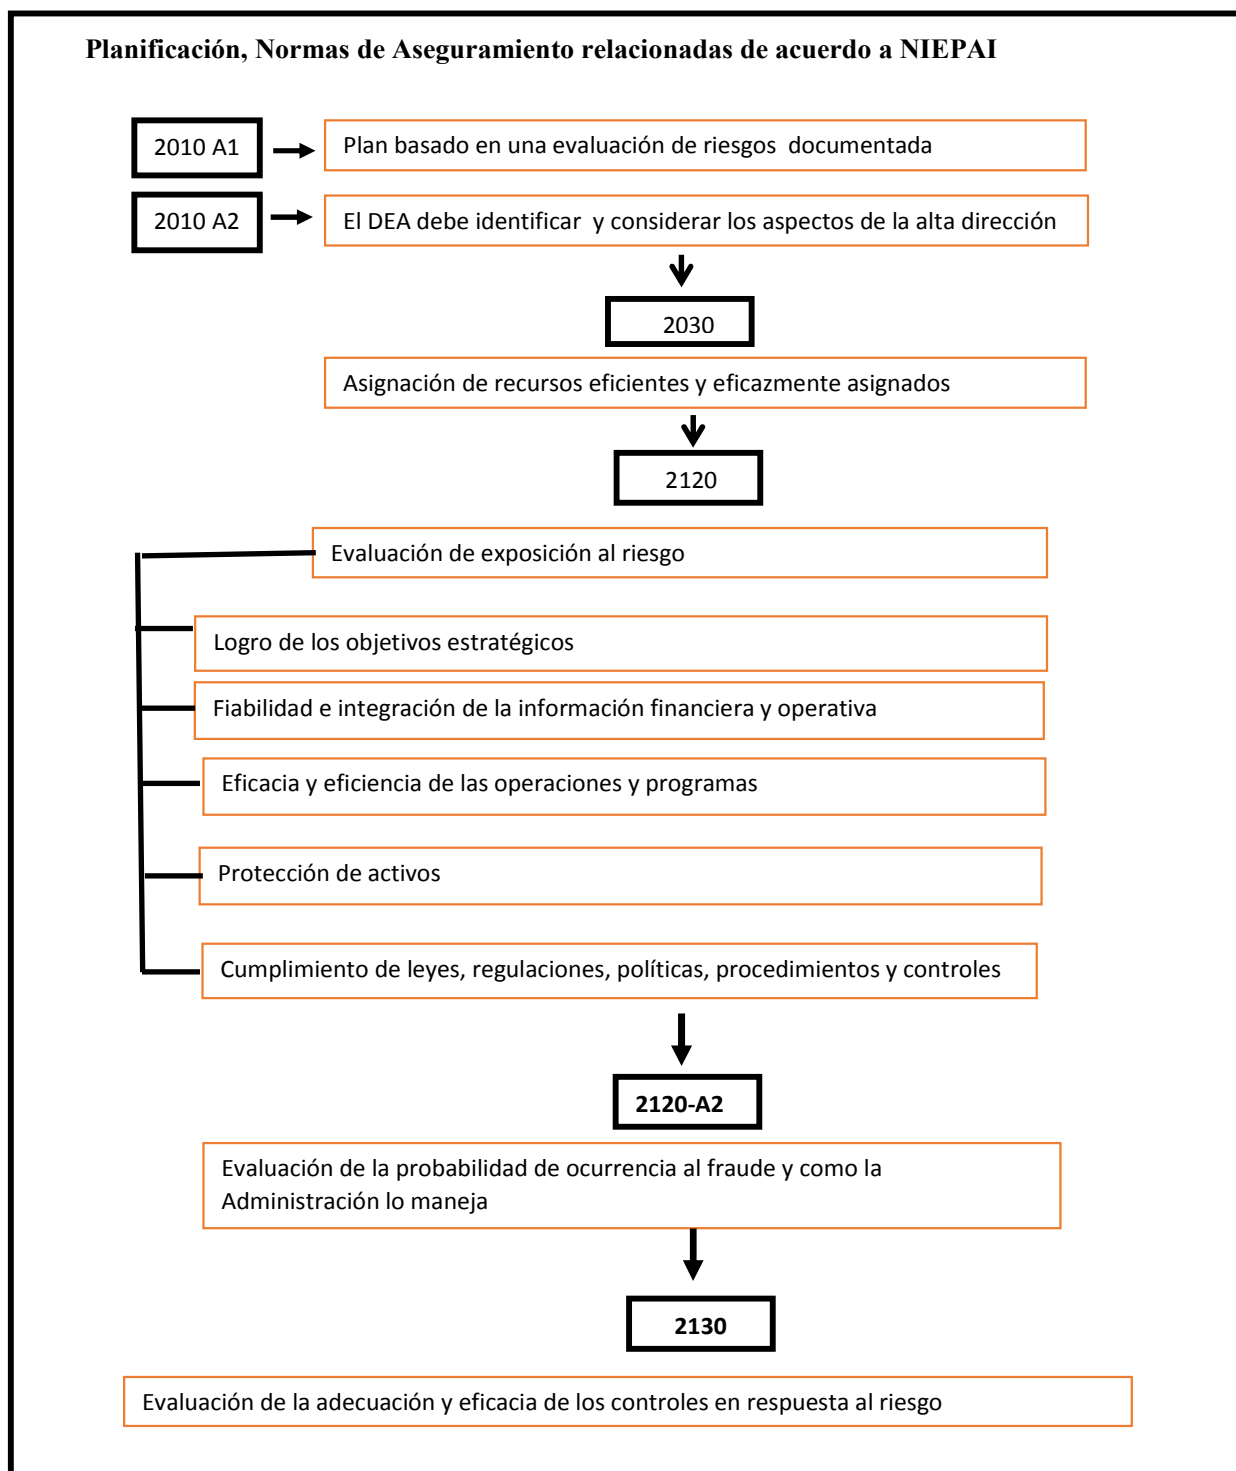 Planificación, Normas de Aseguramiento relacionadas de acuerdo a NIEPAI
2010 A1
Plan basado en una evaluación de riesgos documentada
2010 A2
El DEA debe identificar y considerar los aspectos de la alta dirección
2030
Asignación de recursos eficientes y eficazmente asignados
2120
Evaluación de exposición al riesgo
Logro de los objetivos estratégicos
Fiabilidad e integración de la información financiera y operativa
Eficacia y eficiencia de las operaciones y programas
Protección de activos
Cumplimiento de leyes, regulaciones, políticas, procedimientos y controles
2120-A2
Evaluación de la probabilidad de ocurrencia al fraude y como la
Administración lo maneja
2130
Evaluación de la adecuación y eficacia de los controles en respuesta al riesgo